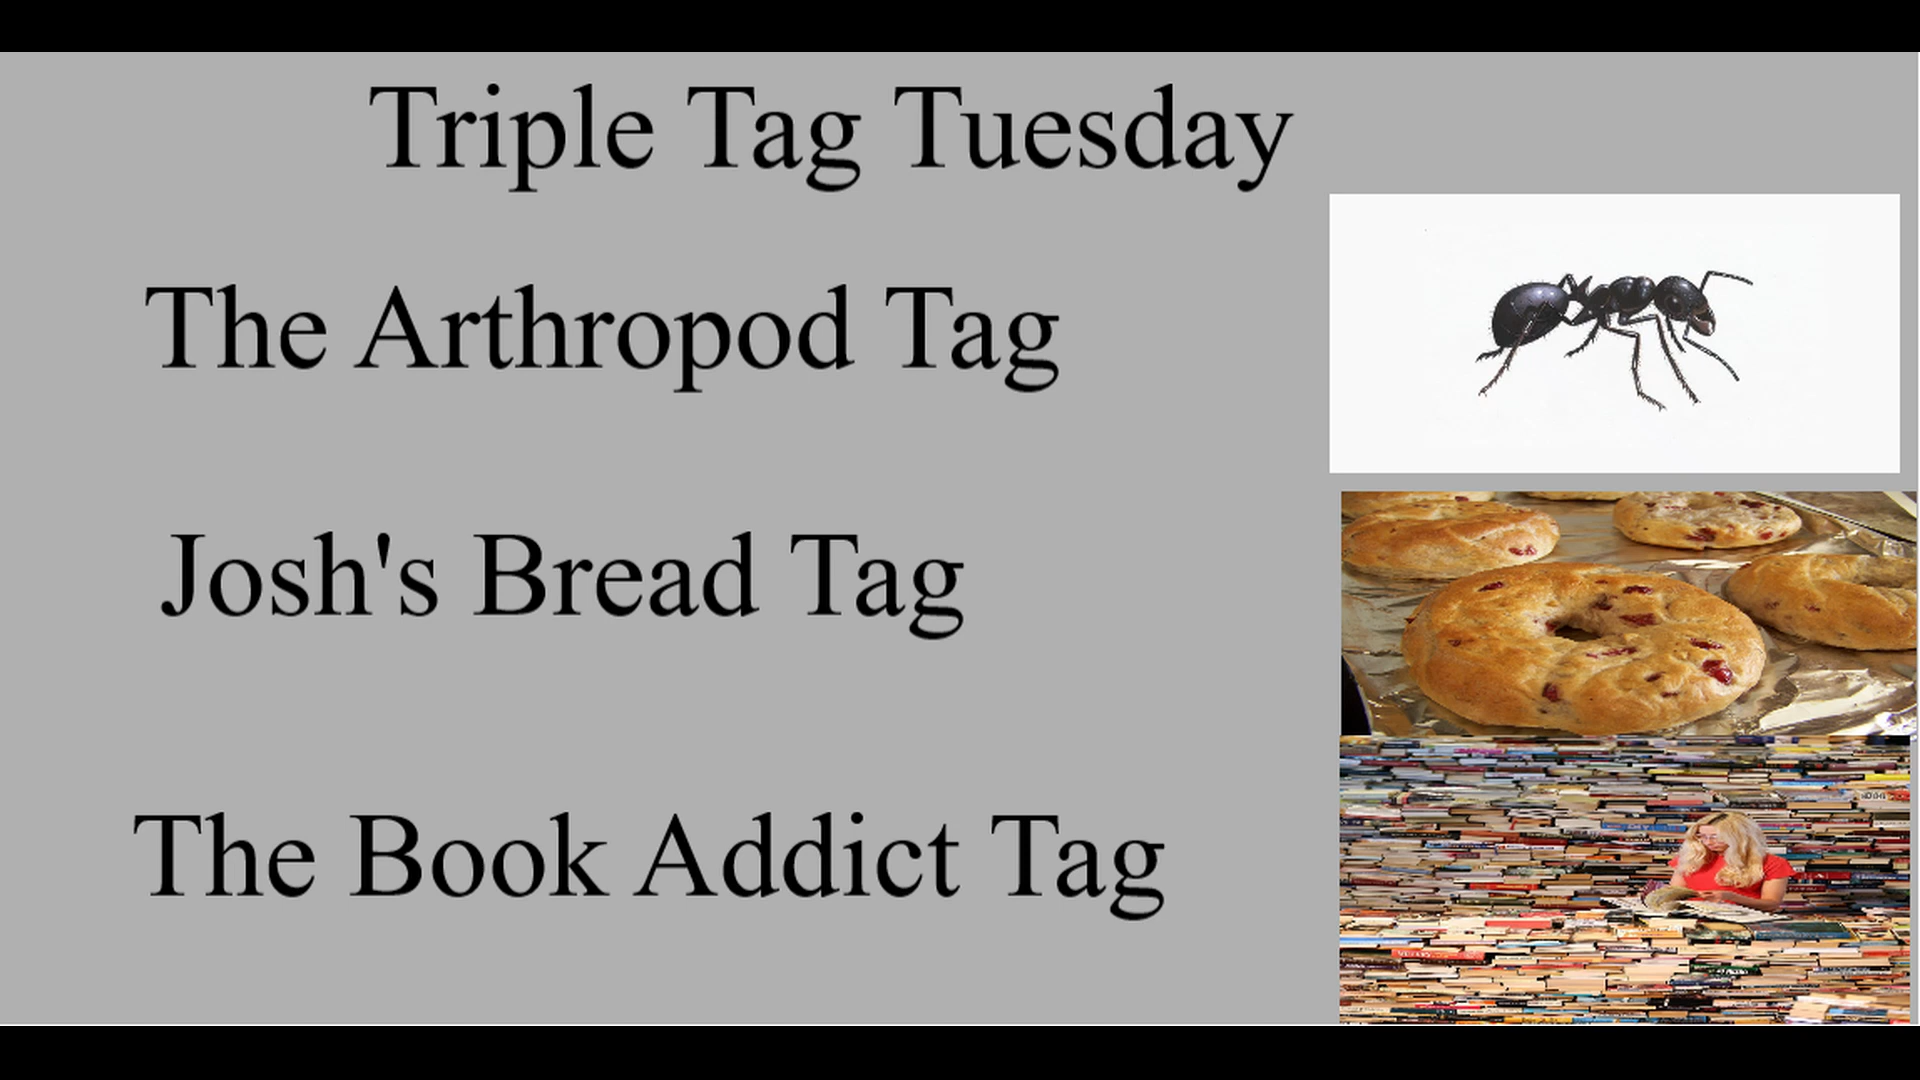 Triple Tag Tuesday
The Arthropod Tag
Josh's Bread Tag
The Book Addict Tag